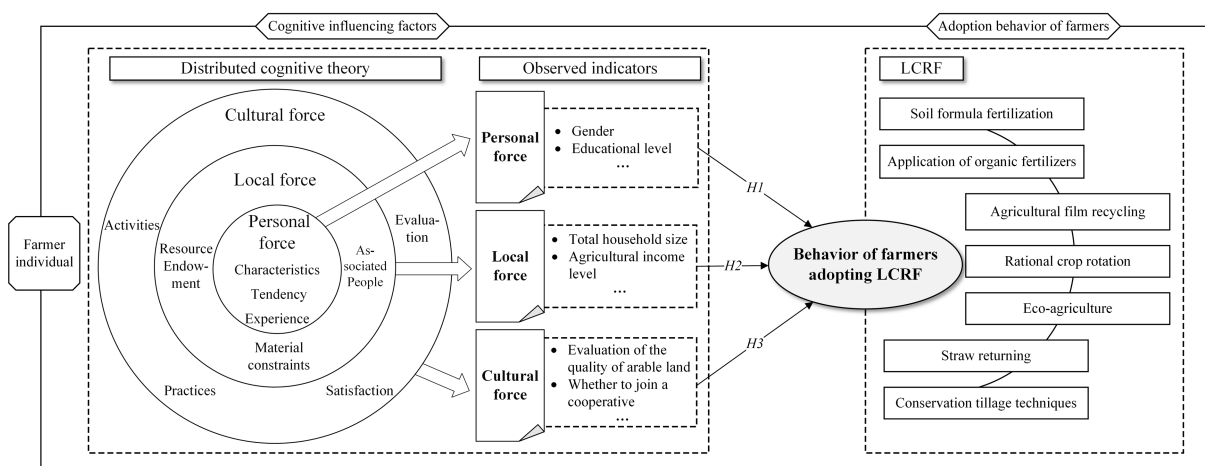 Cognitive influencing factors
Adoption behavior of farmers
Distributed cognitive theory
Observed indicators
LCRF
Farmer
individual
Cultural force
Local force
Personal
force
Characteristics
Tendency
Experience
Activities
Resource
Endow-
ment
Evalua-
tion
As-
sociated
People
Material
constraints
Practices
Satisfaction
Personal
force
• Gender
• Educational level
...
Local
force
• Total household size
• Agricultural income
level
...
Cultural
force
• Evaluation of the
quality of arable land
• Whether to join a
cooperative
...
H1
H2
H3
Behavior of farmers
adopting LCRF
Soil formula fertilization
Application of organic fertilizers
Agricultural film recycling
Rational crop rotation
Eco-agriculture
Straw returning
Conservation tillage techniques